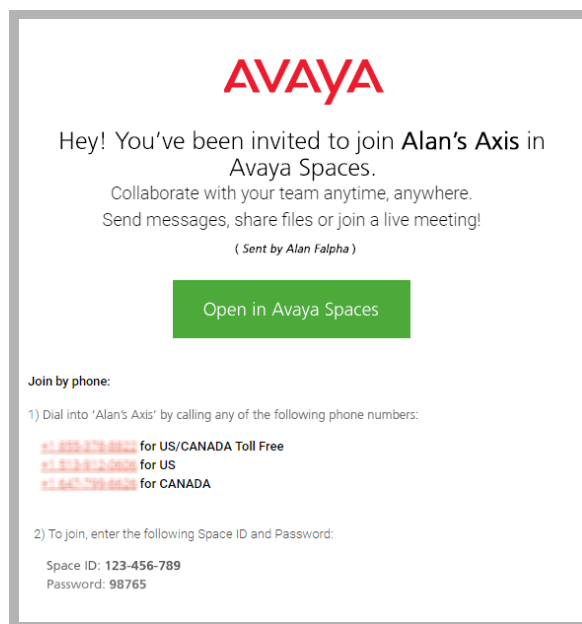 AVAYA
Hey! You've been invited to join Alan's Axis in
Avaya Spaces.
Collaborate with your team anytime, anywhere.
Send messages, share files or join a live meeting!
( Sent by Alan Falpha )
Open in Avaya Spaces
Join by phone:
1) Dial into 'Alan's Axis' by calling any of the following phone numbers:
for US/CANADA Toll Free
for US
for CANADA
2) To join, enter the following Space ID and Password:
Space ID: 123-456-789
Password: 98765